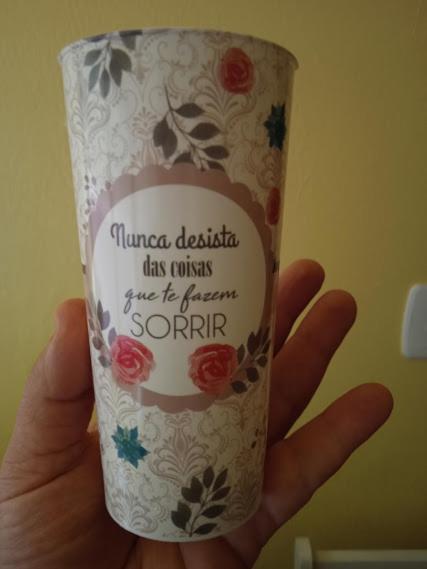 Nunca desista
das coisas
que te fazem
SORRIR